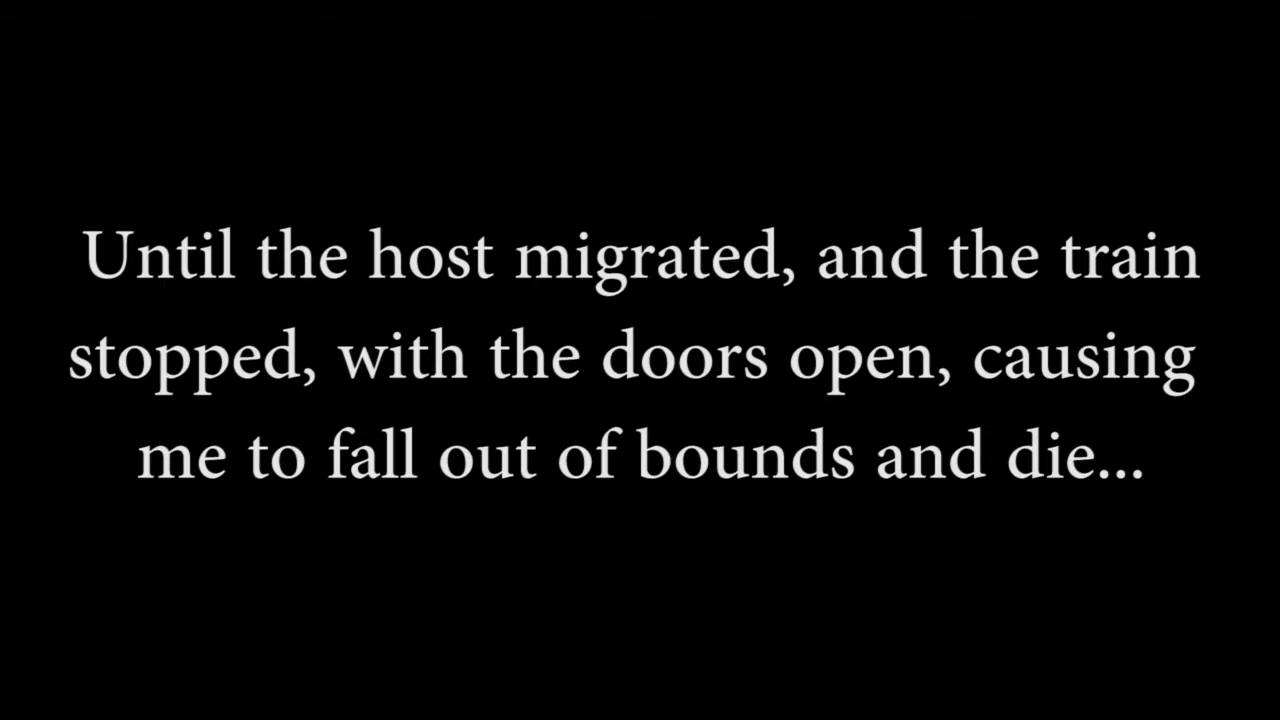 Until the host migrated, and the train
stopped, with the doors open, causing
me to fall out of bounds and die...